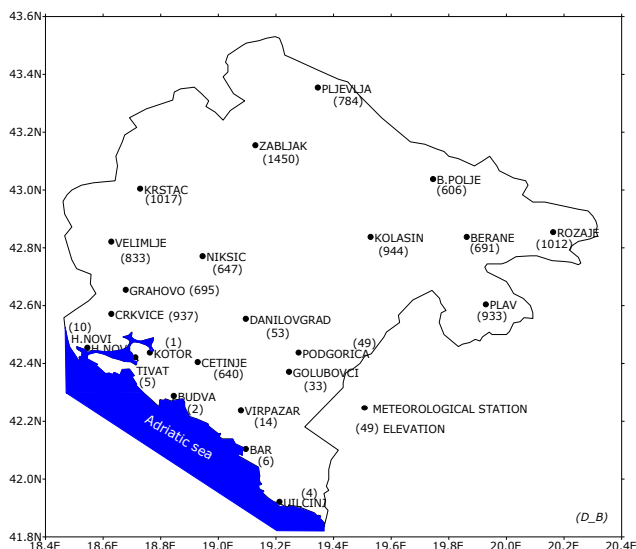 43.6N
PLJEVLJA
(784)
43.4N
43.2N
ZABLJAK
(1450)
B.POLJE
(606)
43.0N
KRSTAC
(1017)
ROZAJE
(1012)
KOLASIN
(944)
BERANE
(691)
VELIMLJE
(833)
42.8N
NIKSIC
(647)
GRAHOVO (695)
42.6N
PLAV
(933)
CRKVICE (937)
DANILOVGRAD
(53)
(10)
H.NOVI
H.NOVI
(1)
KOTOR
(49)
PODGORICA
42.4N
CETINJE
(640)
TIVAT
(5)
GOLUBOVCI
(33)
BUDVA
(2)
VIRPAZAR
(14)
METEOROLOGICAL STATION
(49) ELEVATION
42.2N
Adriatic sea
BAR
(6)
42.0N
(4)
ULCINJ
(D_B)
41.8N
18.4E 18.6E 18.8E 19.0E 19.2E 19.4E 19.6E 19.8E 20.0E 20.2E 20.4E